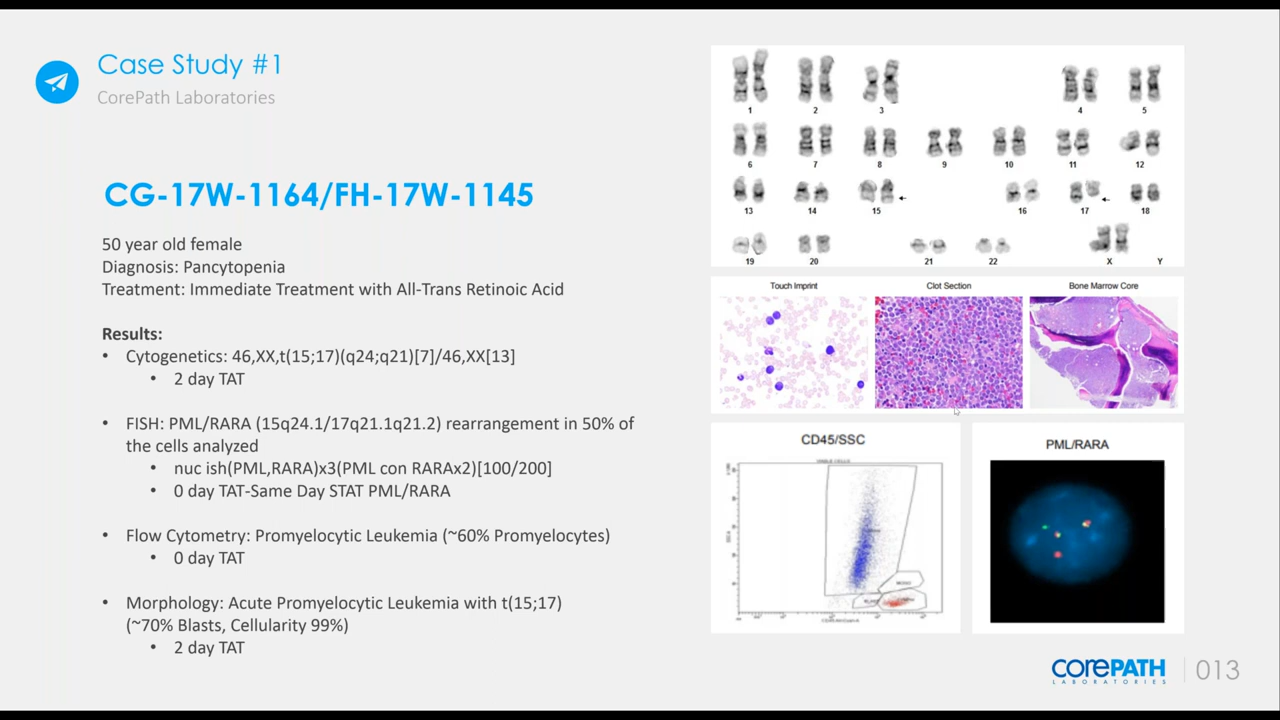 Case Study #1
CorePath Laboratories
CG-17W-1164/FH-17W-1145
50 year old female
Diagnosis: Pancytopenia
Treatment: Immediate Treatment with All-Trans Retinoic Acid
Results:
• Cytogenetics: 46,XX,t(15;17)(q24;q21)[7]/46,XX[13]
• 2 day TAT
• FISH: PML/RARA (15q24.1/17q21.1q21.2) rearrangement in 50% of
the cells analyzed
• nuc ish(PML,RARA)x3(PML con RARAx2)[100/200]
• 0 day TAT-Same Day STAT PML/RARA
• Flow Cytometry: Promyelocytic Leukemia (~60% Promyelocytes)
• 0 day TAT
• Morphology: Acute Promyelocytic Leukemia with t(15;17)
(~70% Blasts, Cellularity 99%)
• 2 day TAT
1 2 3 4 5
6 7 8 9 10 11 12
13 14 15 16 17 18
19 20 21 22 X Y
Touch Imprint Clot Section Bone Marrow Core
CD45/SSC
PML/RARA
corePATH
LABORATORIES
013